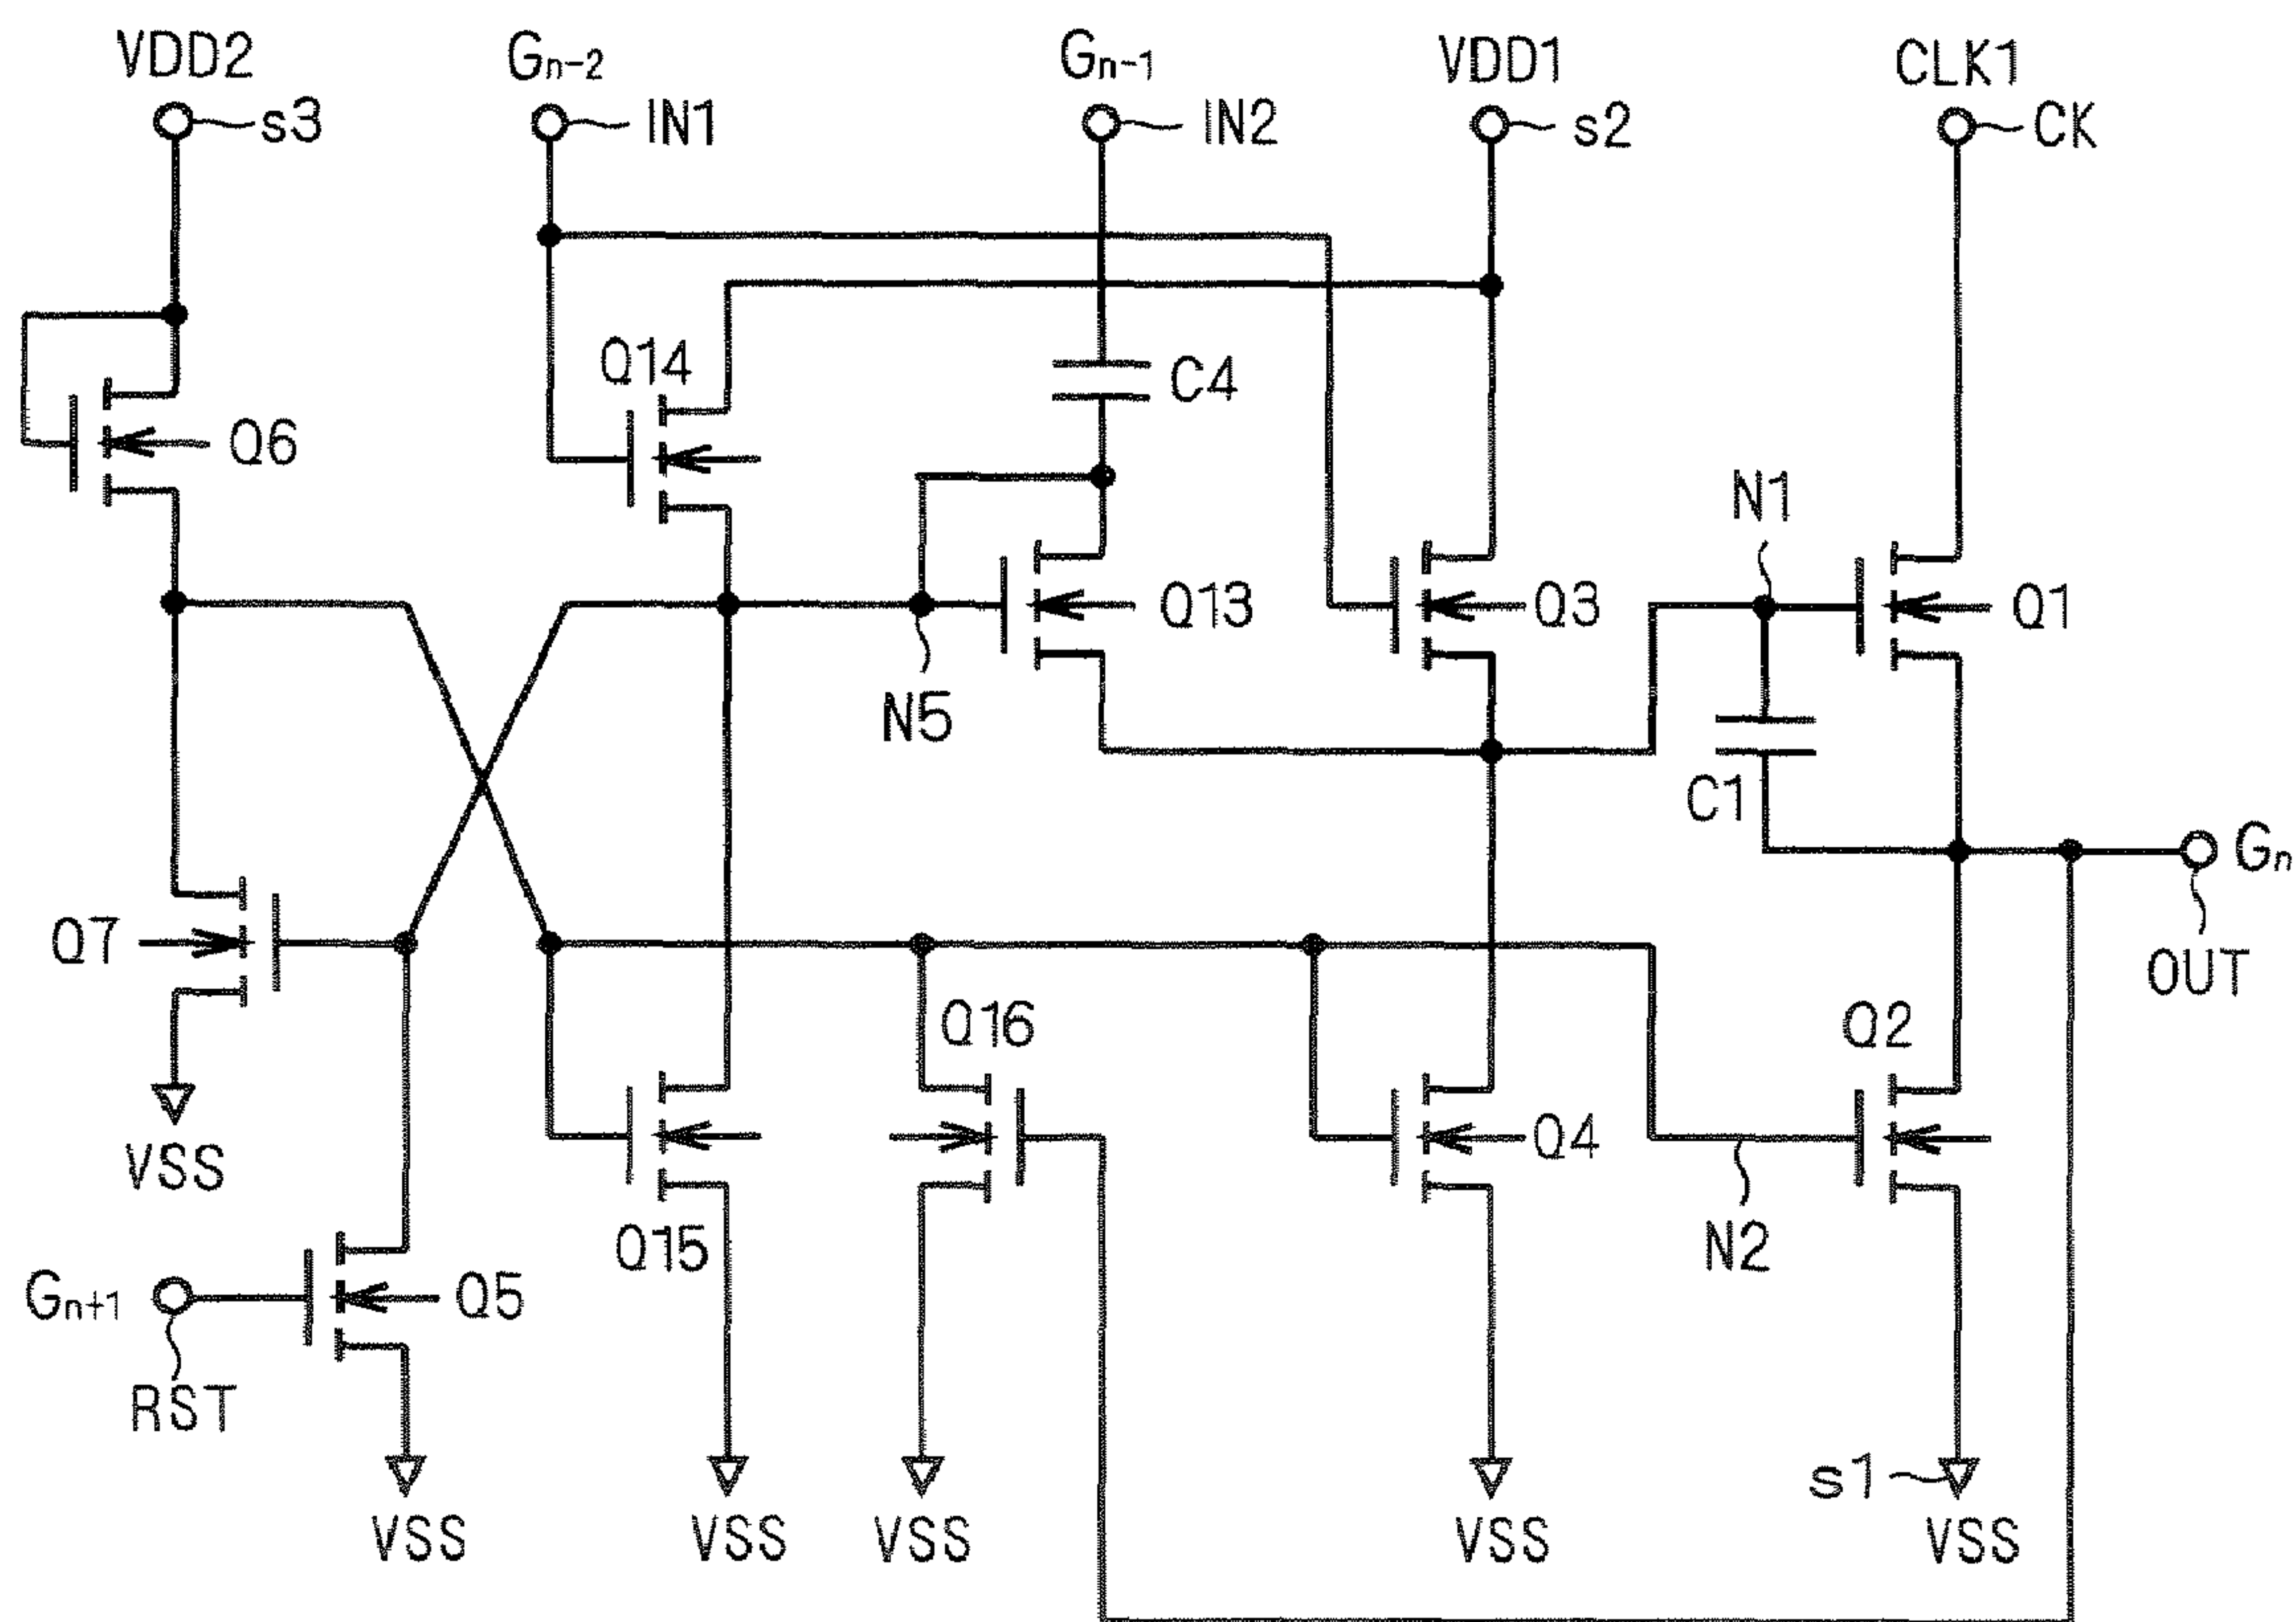 VDD2
Gn-2
Gn-1
VDD1
CLK1
s3
IN1
IN2
s2
CK
Q14
C4
Q6
N1
Q13
Q3
Q1
N5
C1
Gn
Q7
OUT
Q16
Q2
Q4
VSS
Q15
N2
Gn+1
Q5
RST
s1
VSS
VSS
VSS
VSS
VSS